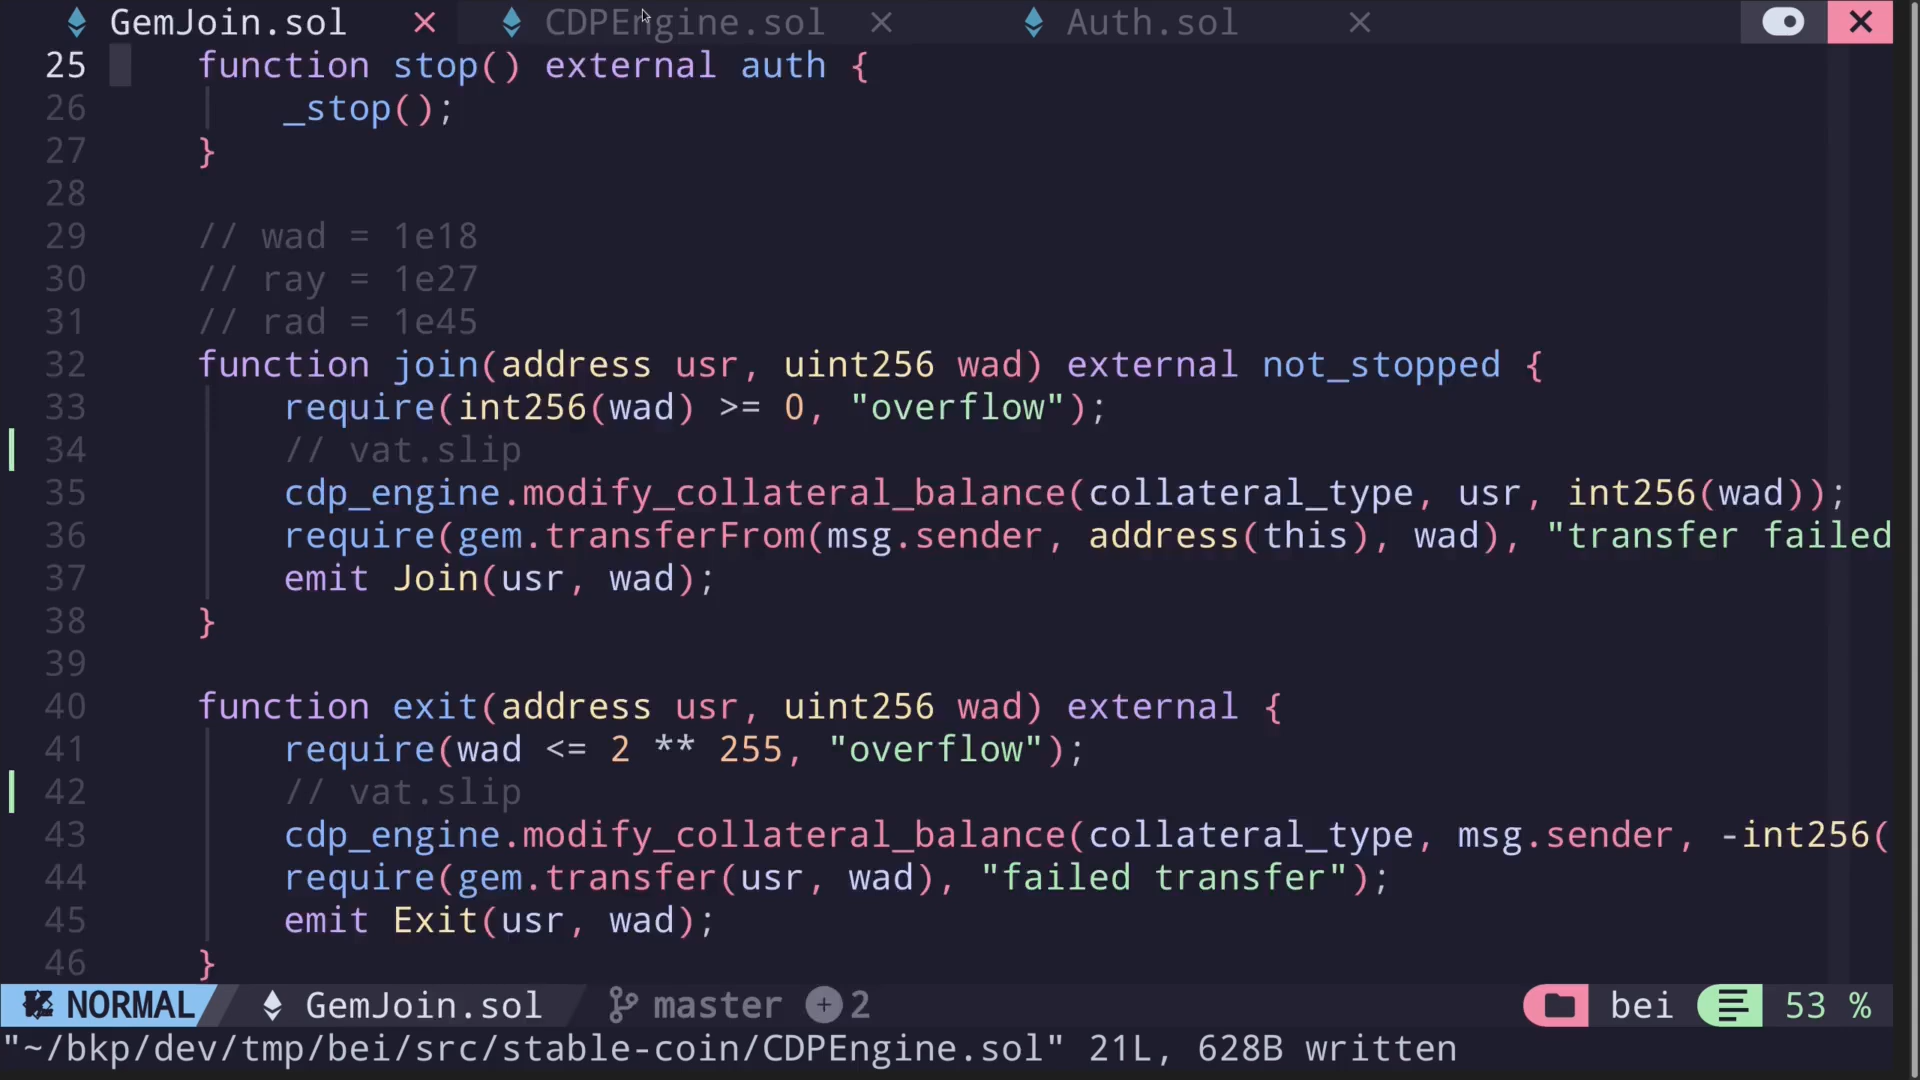 GemJoin.sol CDPEngine.sol Auth.sol
25 function stop() external auth {
26 _stop();
27 }
28
29 // wad = 1e18
30 // ray = 1e27
31 // rad = 1e45
32 function join(address usr, uint256 wad) external not_stopped {
33 require(int256(wad) >= 0, "overflow");
34 // vat.slip
35 cdp_engine.modify_collateral_balance(collateral_type, usr, int256(wad));
36 require(gem.transferFrom(msg.sender, address(this), wad), "transfer failed
37 emit Join(usr, wad);
38 }
39
40 function exit(address usr, uint256 wad) external {
41 require(wad <= 2 ** 255, "overflow");
42 // vat.slip
43 cdp_engine.modify_collateral_balance(collateral_type, msg.sender, -int256(
44 require(gem.transfer(usr, wad), "failed transfer");
45 emit Exit(usr, wad);
46 }
NORMAL GemJoin.sol master 2 bei 53 %
"~/bkp/dev/tmp/bei/src/stable-coin/CDPEngine.sol" 21L, 628B written